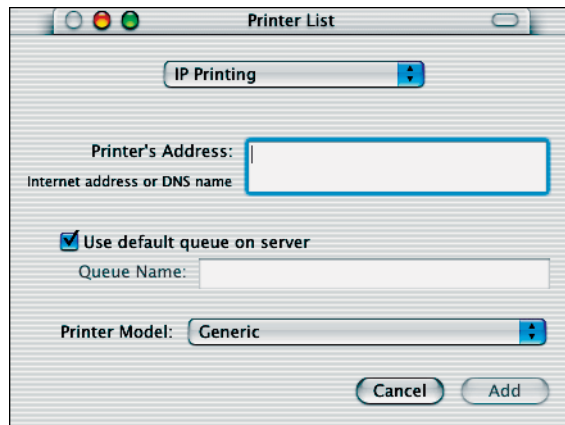 Printer List
IP Printing
Printer's Address:
Internet address or DNS name
Use default queue on server
Queue Name:
Printer Model: Generic
Cancel Add